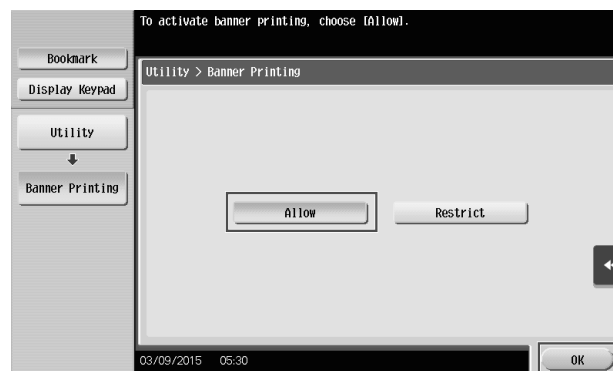 To activate banner printing, choose [Allow].
Bookmark
Display Keypad
Utility > Banner Printing
Utility
Banner Printing
Allow
Restrict
03/09/2015 05:30
OK